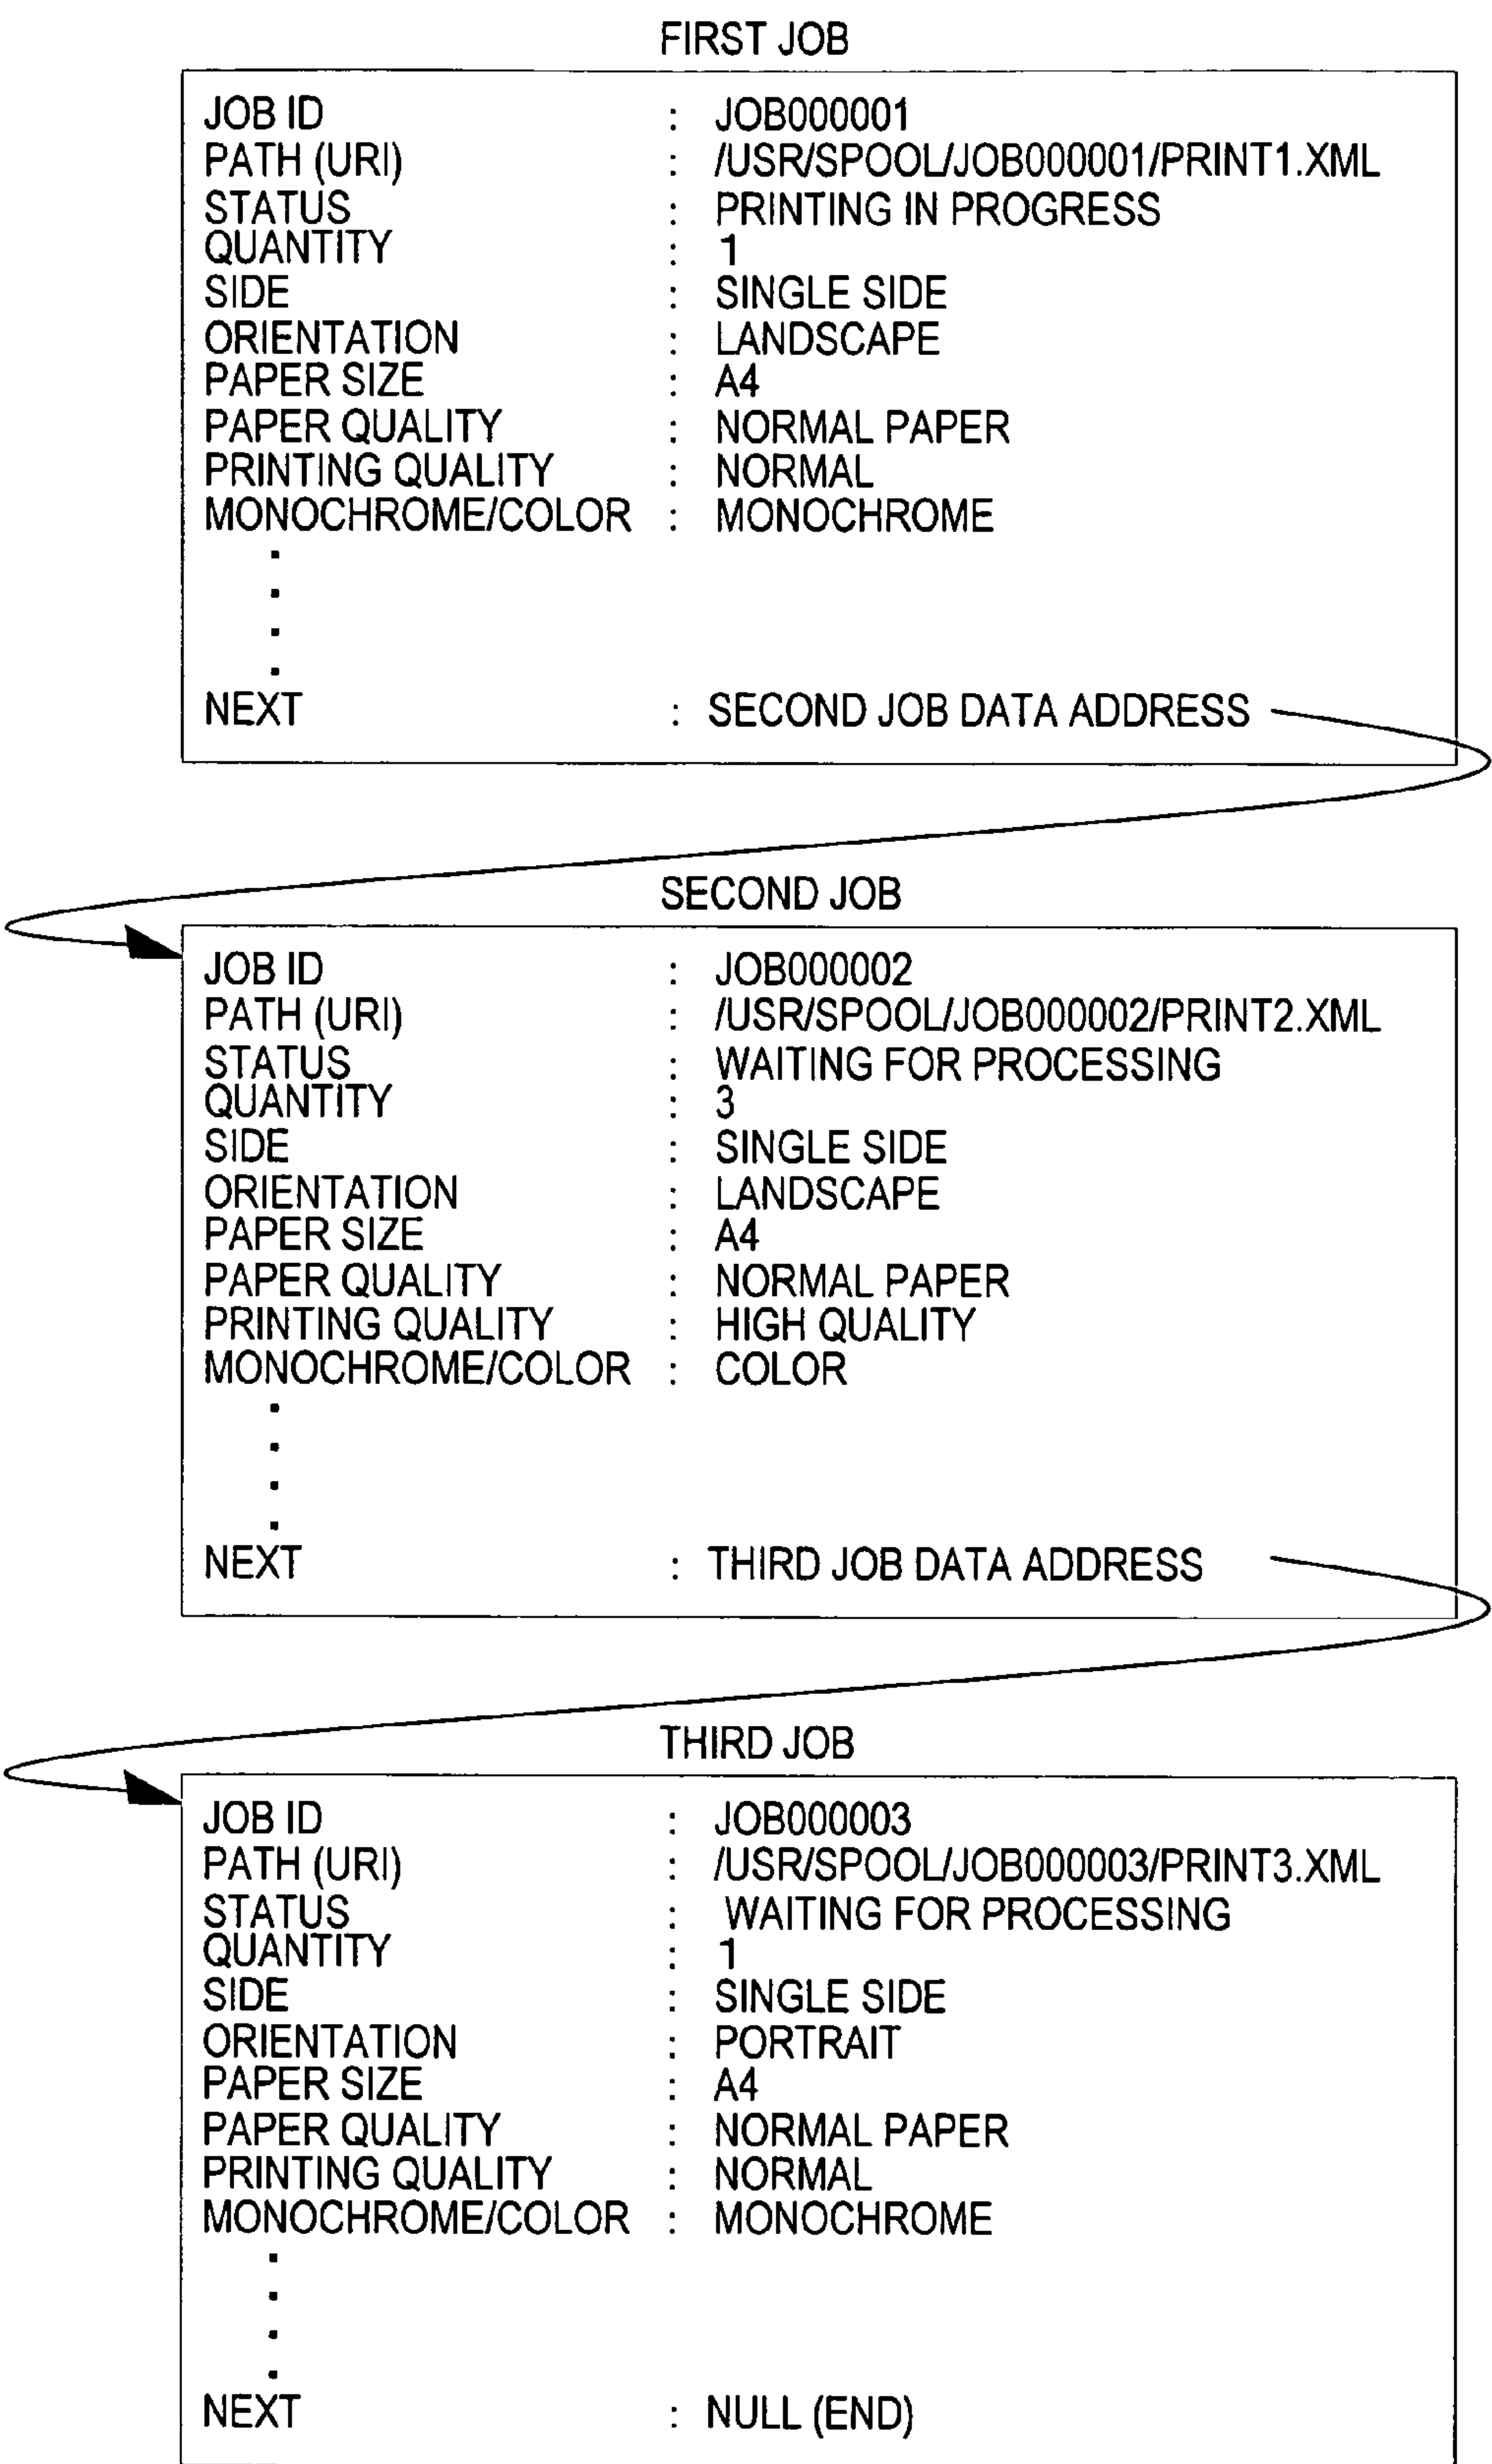 FIRST JOB
JOB ID : JOB000001
PATH (URI) : /USR/SPOOL/JOB000001/PRINT1.XML
STATUS : PRINTING IN PROGRESS
QUANTITY : 1
SIDE : SINGLE SIDE
ORIENTATION : LANDSCAPE
PAPER SIZE : A4
PAPER QUALITY : NORMAL PAPER
PRINTING QUALITY : NORMAL
MONOCHROME/COLOR : MONOCHROME
.
.
.
.
NEXT : SECOND JOB DATA ADDRESS
SECOND JOB
JOB ID : JOB000002
PATH (URI) : /USR/SPOOL/JOB000002/PRINT2.XML
STATUS : WAITING FOR PROCESSING
QUANTITY : 3
SIDE : SINGLE SIDE
ORIENTATION : LANDSCAPE
PAPER SIZE : A4
PAPER QUALITY : NORMAL PAPER
PRINTING QUALITY : HIGH QUALITY
MONOCHROME/COLOR : COLOR
.
.
.
.
NEXT : THIRD JOB DATA ADDRESS
THIRD JOB
JOB ID : JOB000003
PATH (URI) : /USR/SPOOL/JOB000003/PRINT3.XML
STATUS : WAITING FOR PROCESSING
QUANTITY : 1
SIDE : SINGLE SIDE
ORIENTATION : PORTRAIT
PAPER SIZE : A4
PAPER QUALITY : NORMAL PAPER
PRINTING QUALITY : NORMAL
MONOCHROME/COLOR : MONOCHROME
.
.
.
.
NEXT : NULL (END)